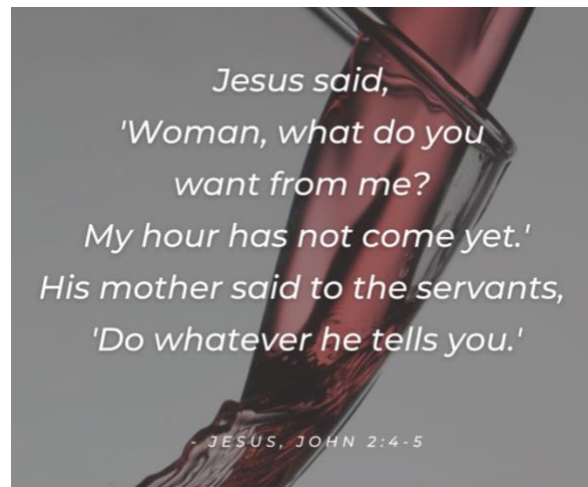 Jesus said,
'Woman, what do you
want from me?
My hour has not come yet.'
His mother said to the servants,
'Do whatever he tells you.'
- JESUS, JOHN 2:4-5